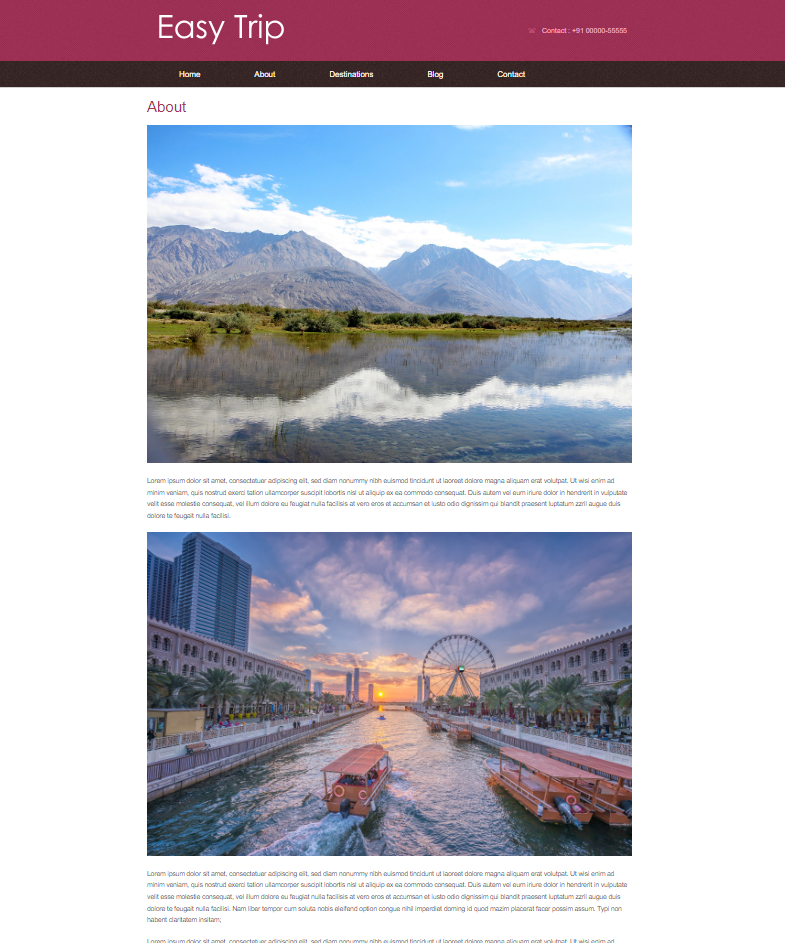 Easy Trip
Contact : +91 00000-55555
Home About Destinations Blog Contact
About
Lorem ipsum dolor sit amet, consectetuer adipiscing elit, sed diam nonummy nibh euismod tincidunt ut laoreet dolore magna aliquam erat volutpat. Ut wisi enim ad
minim veniam, quis nostrud exerci tation ullamcorper suscipit lobortis nisl ut aliquip ex ea commodo consequat. Duis autem vel eum iriure dolor in hendrerit in vulputate
velit esse molestie consequat, vel illum dolore eu feugiat nulla facilisis at vero eros et accumsan et iusto odio dignissim qui blandit praesent luptatum zzril augue duis
dolore te feugait nulla facilisi.
Lorem ipsum dolor sit amet, consectetuer adipiscing elit, sed diam nonummy nibh euismod tincidunt ut laoreet dolore magna aliquam erat volutpat. Ut wisi enim ad
minim veniam, quis nostrud exerci tation ullamcorper suscipit lobortis nisl ut aliquip ex ea commodo consequat. Duis autem vel eum iriure dolor in hendrerit in vulputate
velit esse molestie consequat, vel illum dolore eu feugiat nulla facilisis at vero eros et accumsan et iusto odio dignissim qui blandit praesent luptatum zzril augue duis
dolore te feugait nulla facilisi. Nam liber tempor cum soluta nobis eleifend option congue nihil imperdiet doming id quod mazim placerat facer possim assum. Typi non
habent claritatem insitam;
Lorem ipsum dolor sit amet, consectetuer adipiscing elit, sed diam nonummy nibh euismod tincidunt ut laoreet dolore magna aliquam erat volutpat. Ut wisi enim ad